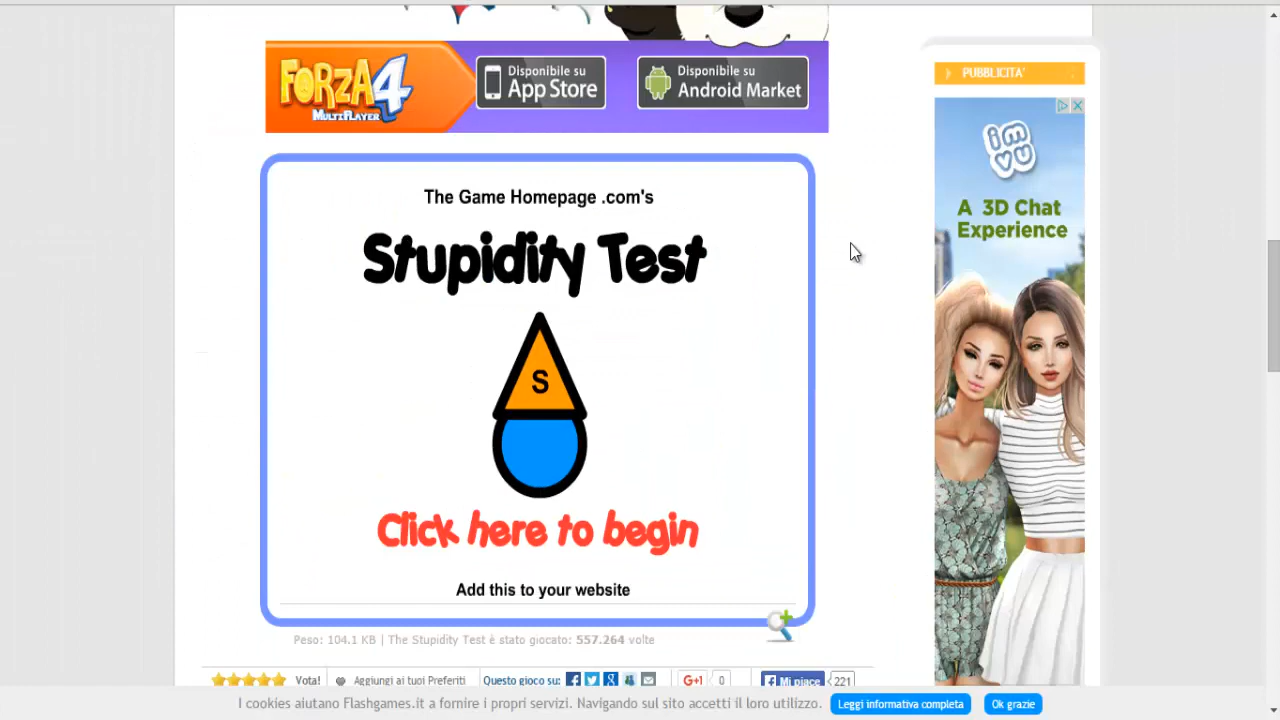 FORZA4
MULTIPLAYER
Disponibile su
App Store
Disponibile su
Android Market
PUBBLICITA'
imvu
A 3D Chat
Experience
The Game Homepage .com's
Stupidity Test
S
Click here to begin
Add this to your website
Peso: 104.1 KB | The Stupidity Test è stato giocato: 557.264 volte
Vota! Aggiungi ai tuoi Preferiti Questo gioco su: G+1 0 Mi piace 221
I cookies aiutano Flashgames.it a fornire i propri servizi. Navigando sul sito accetti il loro utilizzo. Leggi informativa completa Ok grazie